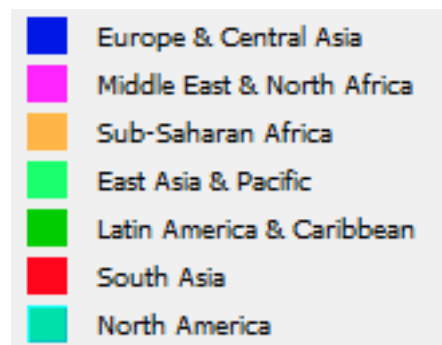 Europe & Central Asia
Middle East & North Africa
Sub-Saharan Africa
East Asia & Pacific
Latin America & Caribbean
South Asia
North America